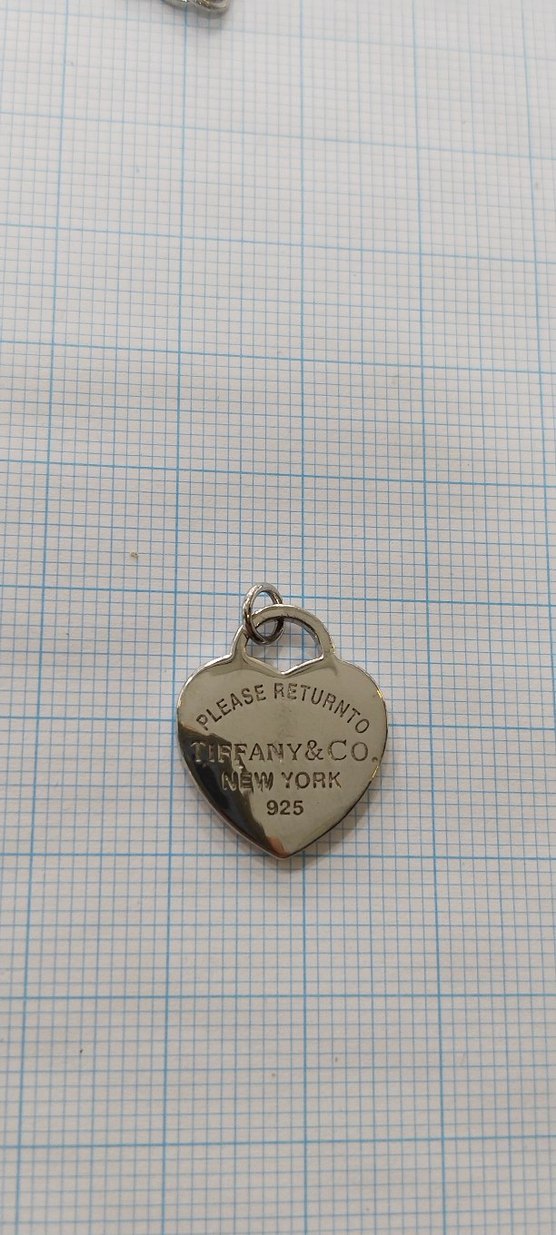 PLEASE RETURNTO
TIFFANY&CO.
NEW YORK
925